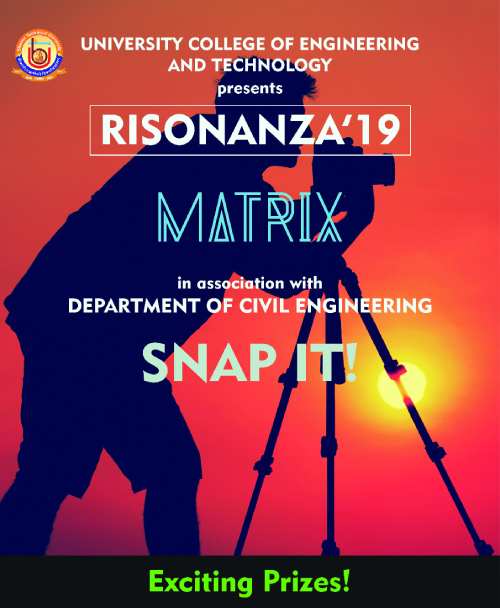 UNIVERSITY COLLEGE OF ENGINEERING
AND TECHNOLOGY
presents
RISONANZA'19
MATRIX
in association with
DEPARTMENT OF CIVIL ENGINEERING
SNAP IT!
Exciting Prizes!